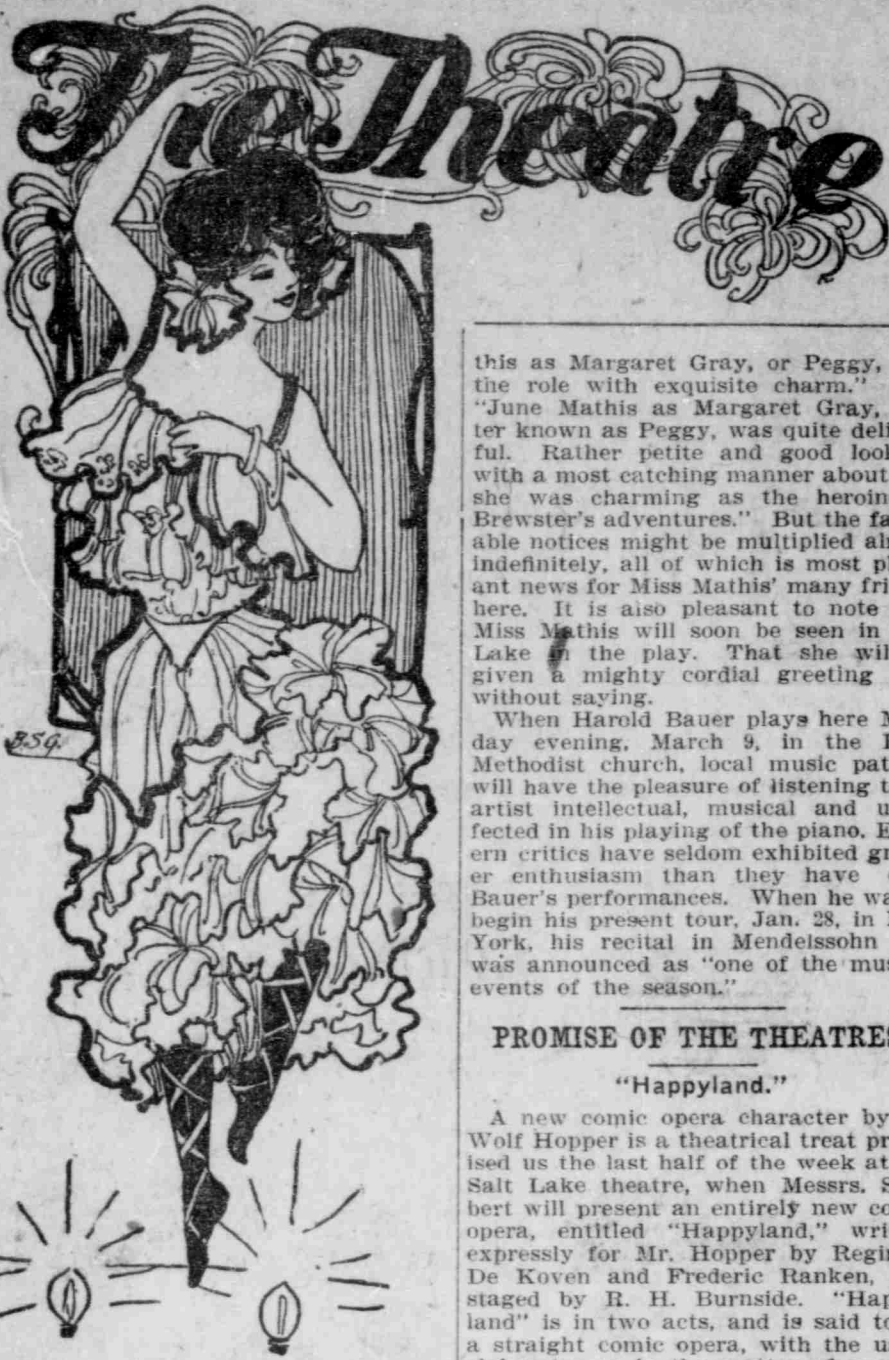 The Theatre
B.S.G.
this as Margaret Gray, or Peggy,
the role with exquisite charm."
"June Mathis as Margaret Gray,
ter known as Peggy, was quite deli
ful. Rather petite and good look
with a most catching manner about
she was charming as the heroin
Brewster's adventures." But the fa
able notices might be multiplied al
indefinitely, all of which is most pl
ant news for Miss Mathis' many fri
here. It is also pleasant to note
Miss Mathis will soon be seen in
Lake in the play. That she wil
given a mighty cordial greeting
without saying.
When Harold Bauer plays here M
day evening, March 9, in the
Methodist church, local music pat
will have the pleasure of listening t
artist intellectual, musical and u
fected in his playing of the piano. E
ern critics have seldom exhibited gr
er enthusiasm than they have
Bauer's performances. When he wa
begin his present tour, Jan. 28, in
York, his recital in Mendelssohn
was announced as "one of the mus
events of the season."
PROMISE OF THE THEATRES
"Happyland."
A new comic opera character by
Wolf Hopper is a theatrical treat pr
ised us the last half of the week at
Salt Lake theatre, when Messrs. S
bert will present an entirely new co
opera, entitled "Happyland," wri
expressly for Mr. Hopper by Regin
De Koven and Frederic Ranken,
staged by R. H. Burnside. "Hap
land" is in two acts, and is said to
a straight comic opera, with the u